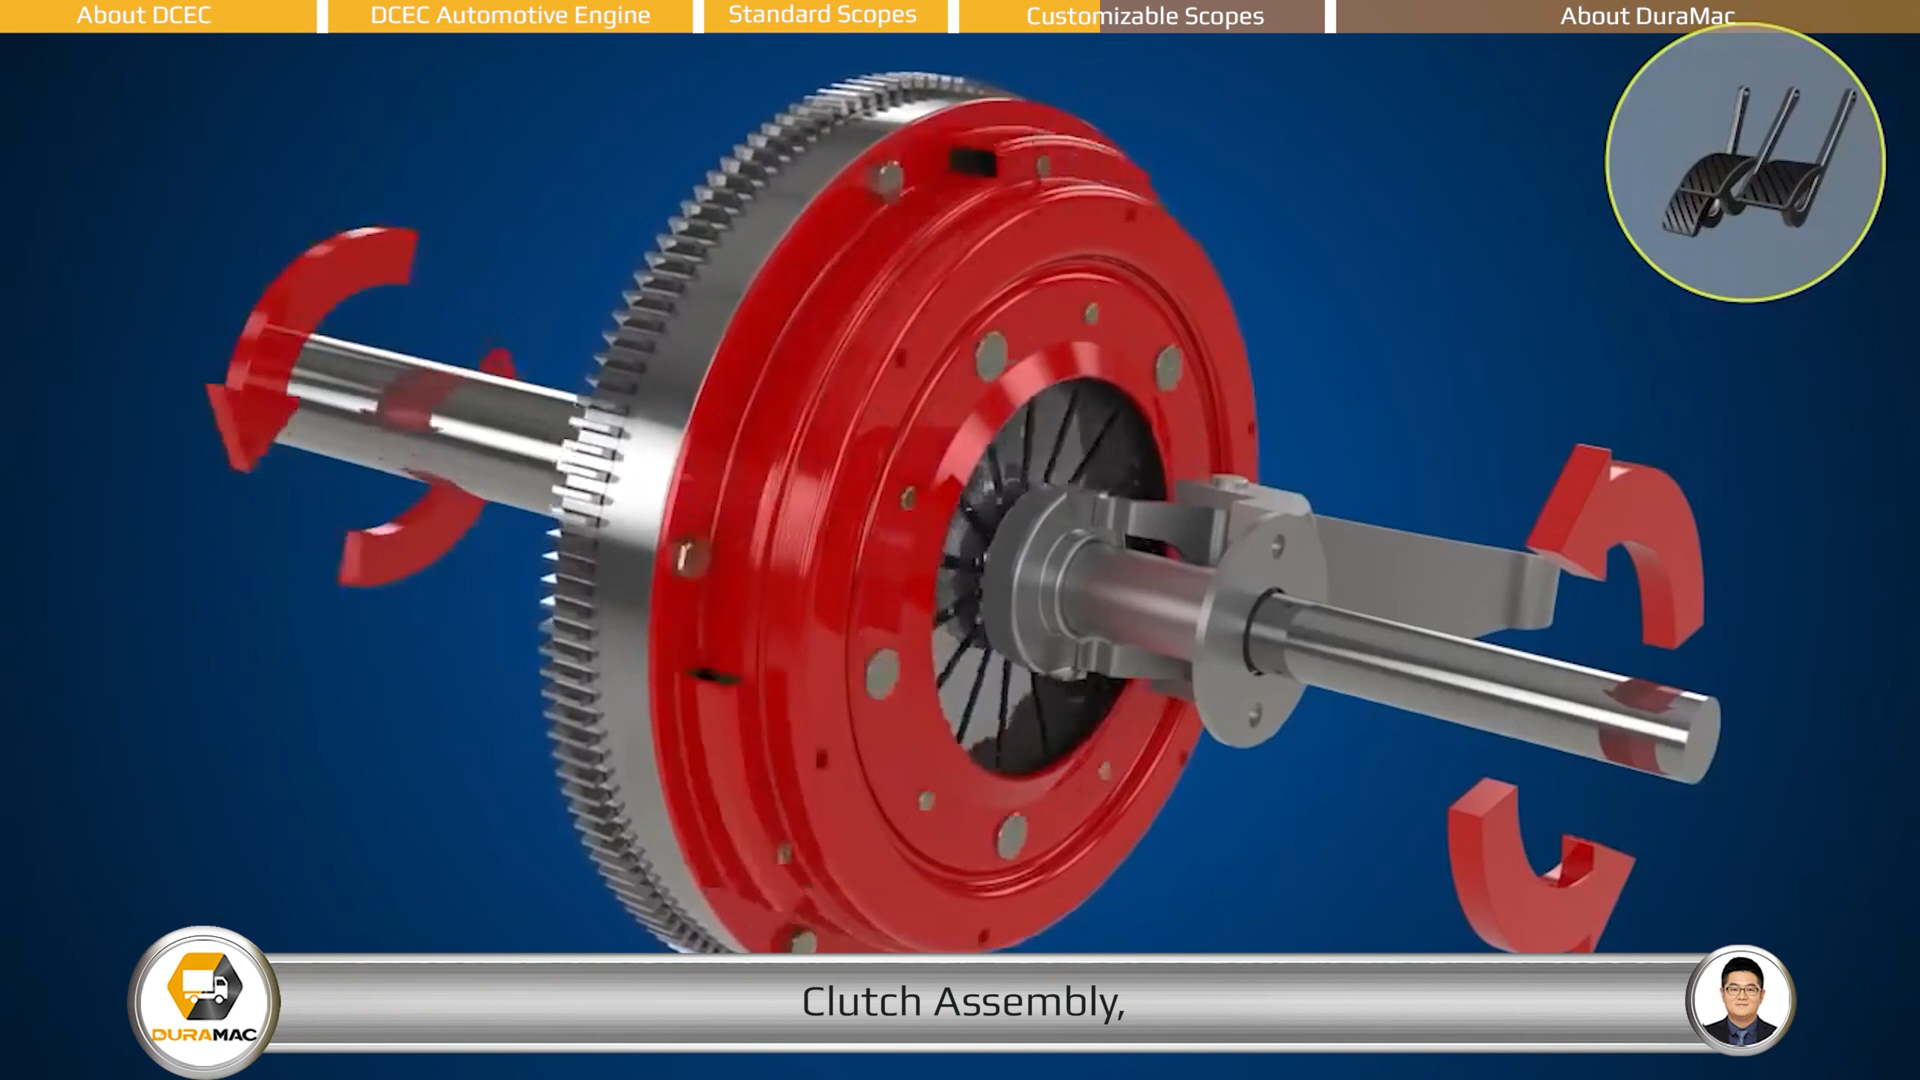 About DCEC
DCEC Automotive Engine
Standard Scopes
Customizable Scopes
About DuraMac
Clutch Assembly,
DURAMAC